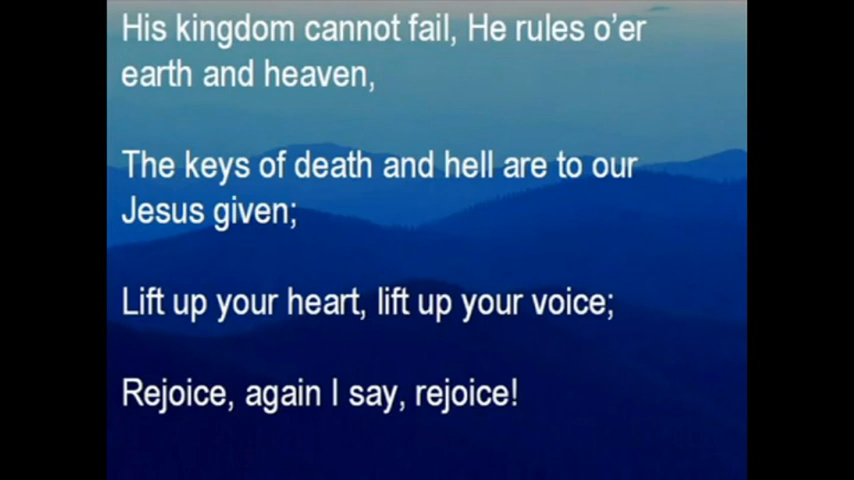 His kingdom cannot fail, He rules o’er
earth and heaven,
The keys of death and hell are to our
Jesus given;
Lift up your heart, lift up your voice;
Rejoice, again I say, rejoice!